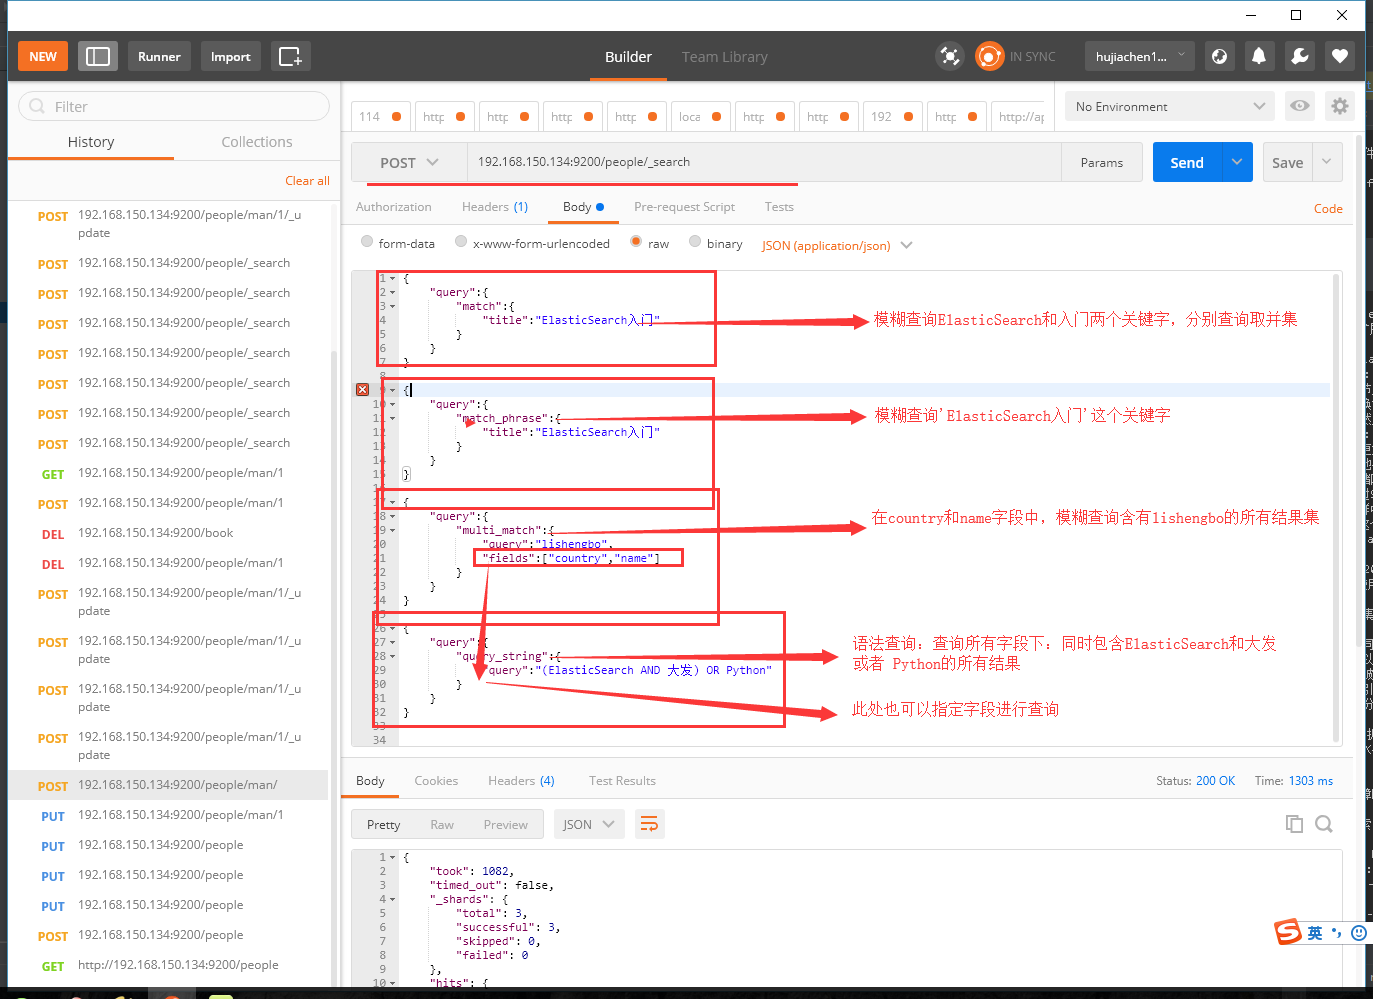 NEW
Runner
Import
Builder
Team Library
IN SYNC
hujiachen1...
Filter
History
Collections
Clear all
POST 192.168.150.134:9200/people/man/1/_u
pdate
POST 192.168.150.134:9200/people/_search
POST 192.168.150.134:9200/people/_search
POST 192.168.150.134:9200/people/_search
POST 192.168.150.134:9200/people/_search
POST 192.168.150.134:9200/people/_search
POST 192.168.150.134:9200/people/_search
POST 192.168.150.134:9200/people/_search
GET 192.168.150.134:9200/people/man/1
POST 192.168.150.134:9200/people/man/1
DEL 192.168.150.134:9200/book
DEL 192.168.150.134:9200/people/man/1
POST 192.168.150.134:9200/people/man/1/_u
pdate
POST 192.168.150.134:9200/people/man/1/_u
pdate
POST 192.168.150.134:9200/people/man/1/_u
pdate
POST 192.168.150.134:9200/people/man/1/_u
pdate
POST 192.168.150.134:9200/people/man/
PUT 192.168.150.134:9200/people/man/1
PUT 192.168.150.134:9200/people
PUT 192.168.150.134:9200/people
PUT 192.168.150.134:9200/people
POST 192.168.150.134:9200/people
GET http://192.168.150.134:9200/people
114 http http http http loca http http 192 http http://ap
No Environment
POST 192.168.150.134:9200/people/_search
Params
Send
Save
Authorization Headers (1) Body Pre-request Script Tests
Code
form-data x-www-form-urlencoded raw binary JSON (application/json)
1 {
2 "query":{
3 "match":{
4 "title":"ElasticSearch入门"
5 }
6 }
7 }
8
9 {
10 "query":{
11 "match_phrase":{
12 "title":"ElasticSearch入门"
13 }
14 }
15 }
17 {
18 "query":{
19 "multi_match":{
20 "query":"lishengbo",
21 "fields":["country","name"]
22 }
23 }
24 }
25
26 {
27 "query":{
28 "query_string":{
29 "query":"(ElasticSearch AND 大发) OR Python"
30 }
31 }
32 }
33
34
模糊查询ElasticSearch和入门两个关键字，分别查询取并集
模糊查询'ElasticSearch入门'这个关键字
在country和name字段中，模糊查询含有lishengbo的所有结果集
语法查询：查询所有字段下：同时包含ElasticSearch和大发
或者 Python的所有结果
此处也可以指定字段进行查询
Body Cookies Headers (4) Test Results
Status: 200 OK Time: 1303 ms
Pretty Raw Preview JSON
1 {
2 "took": 1082,
3 "timed_out": false,
4 "_shards": {
5 "total": 3,
6 "successful": 3,
7 "skipped": 0,
8 "failed": 0
9 },
10 "hits": {
英